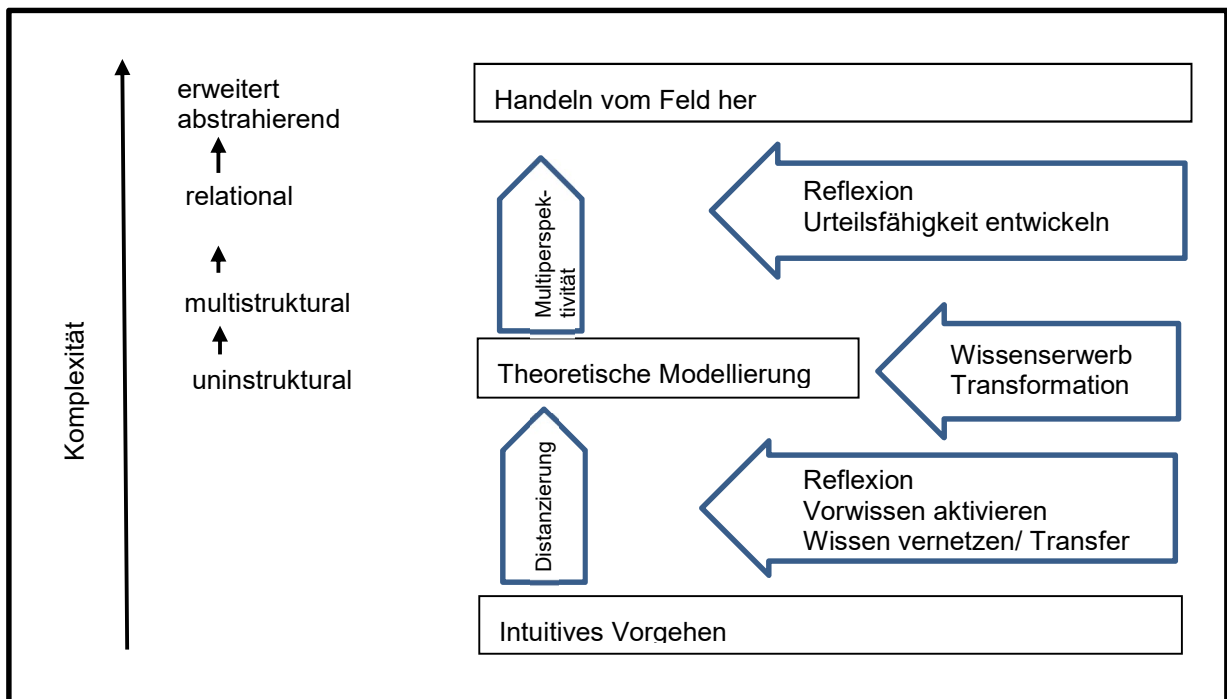 erweitert
abstrahierend
relational
multistruktural
uninstruktural
Komplexität
Handeln vom Feld her
Multiperspek-
tivität
Reflexion
Urteilsfähigkeit entwickeln
Theoretische Modellierung
Wissenserwerb
Transformation
Distanzierung
Reflexion
Vorwissen aktivieren
Wissen vernetzen/ Transfer
Intuitives Vorgehen